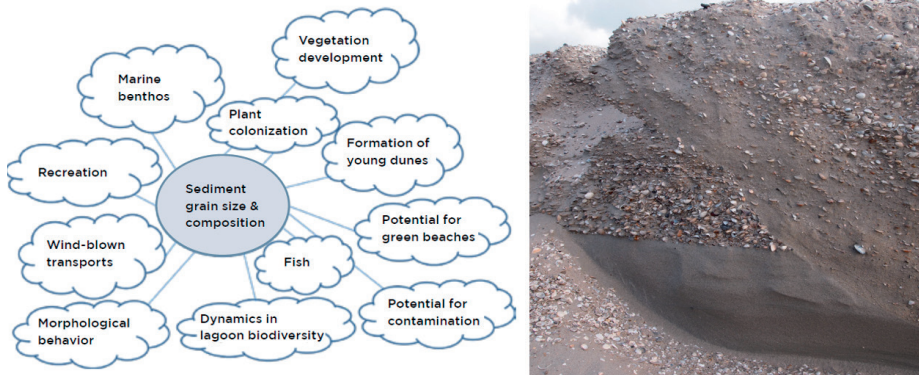 Vegetation
development
Marine
benthos
Plant
colonization
Formation of
young dunes
Recreation
Sediment
grain size &
composition
Potential for
green beaches
Wind-blown
transports
Fish
Morphological
behavior
Dynamics in
lagoon biodiversity
Potential for
contamination